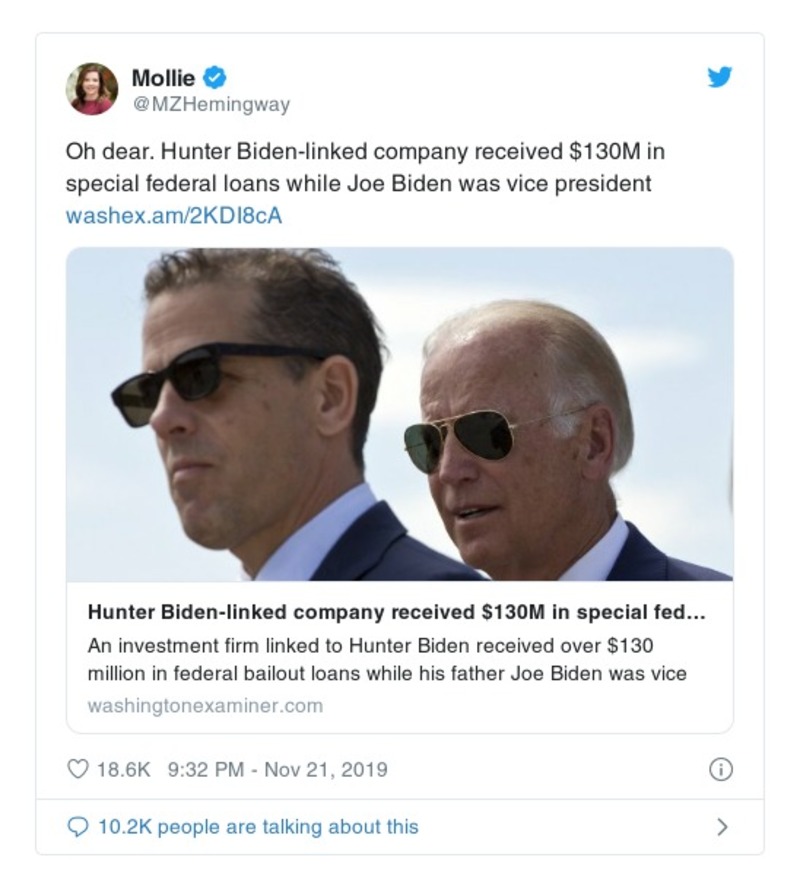 Mollie
@MZHemingway
Oh dear. Hunter Biden-linked company received $130M in
special federal loans while Joe Biden was vice president
washex.am/2KDI8cA
Hunter Biden-linked company received $130M in special fed...
An investment firm linked to Hunter Biden received over $130
million in federal bailout loans while his father Joe Biden was vice
washingtonexaminer.com
18.6K 9:32 PM - Nov 21, 2019
10.2K people are talking about this